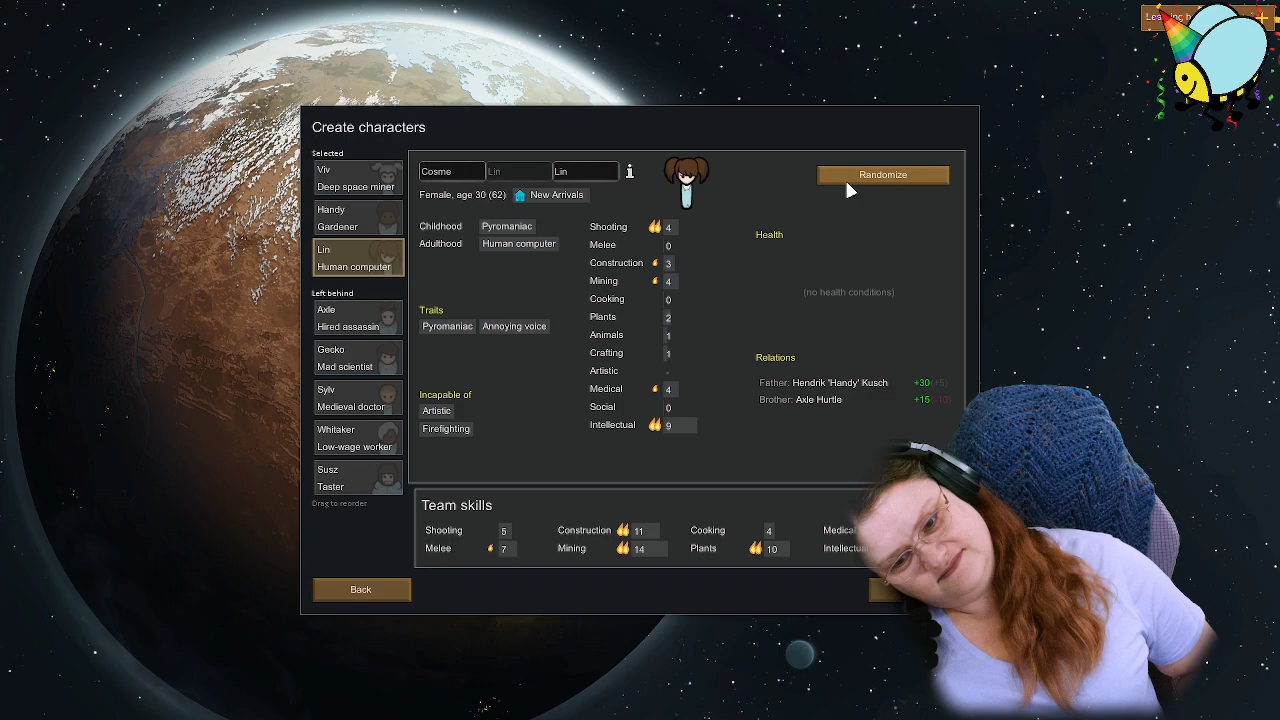 Create characters
Selected
Viv
Deep space miner
Handy
Gardener
Lin
Human computer
Left behind
Axle
Hired assassin
Gecko
Mad scientist
Sylv
Medieval doctor
Whitaker
Low-wage worker
Susz
Taster
Drag to reorder
Cosme Lin Lin
Randomize
Female, age 30 (62) New Arrivals
Childhood Pyromaniac
Adulthood Human computer
Traits
Pyromaniac Annoying voice
Incapable of
Artistic
Firefighting
Shooting 4
Melee 0
Construction 3
Mining 4
Cooking 0
Plants 2
Animals 1
Crafting 1
Artistic -
Medical 4
Social 0
Intellectual 9
Health
(no health conditions)
Relations
Father: Hendrik 'Handy' Kusch +30(+5)
Brother: Axle Hurtle +15(-10)
Team skills
Shooting 5 Construction 11 Cooking 4
Melee 7 Mining 14 Plants 10
Back